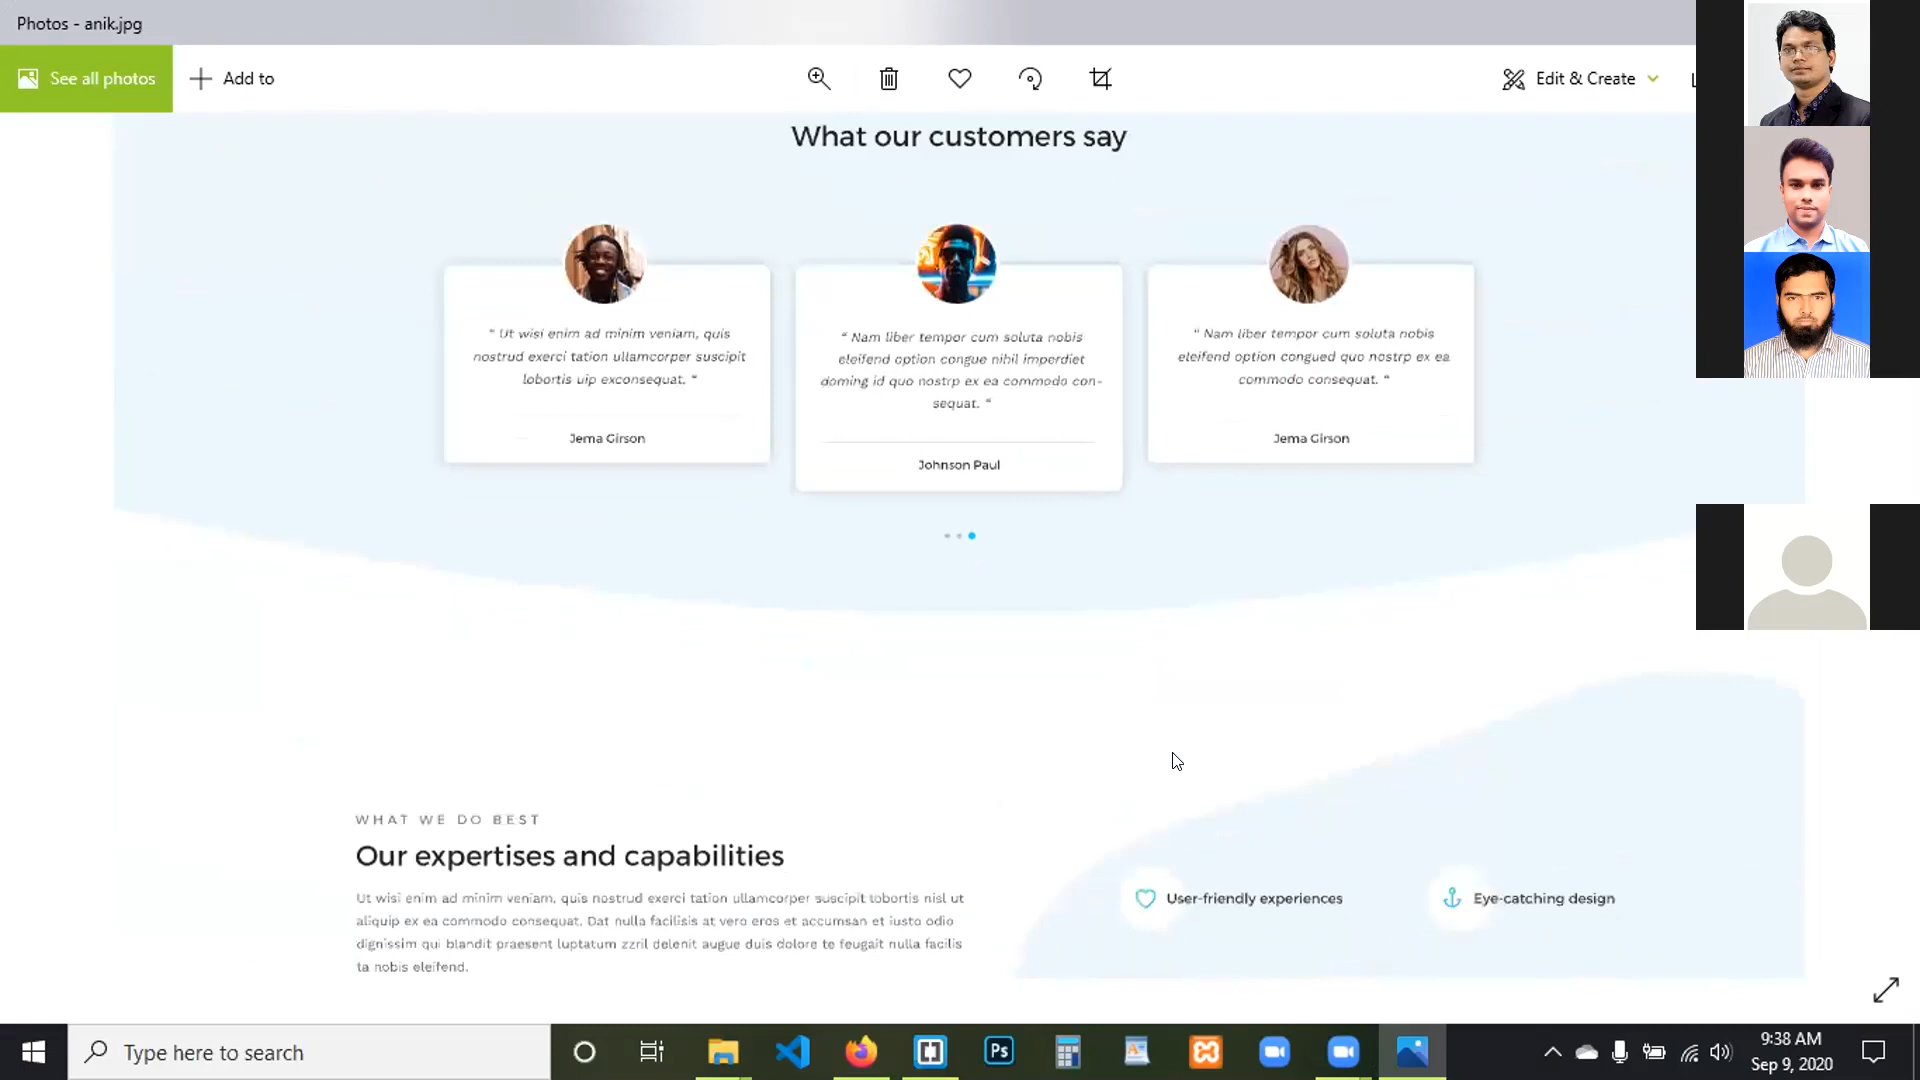 Photos - anik.jpg
See all photos
Add to
Edit & Create
What our customers say
“ Ut wisi enim ad minim veniam, quis
nostrud exerci tation ullamcorper suscipit
lobortis uip exconsequat. “
Jema Girson
“ Nam liber tempor cum soluta nobis
eleifend option congue nihil imperdiet
doming id quo nostrp ex ea commodo con-
sequat. “
Johnson Paul
“ Nam liber tempor cum soluta nobis
eleifend option congued quo nostrp ex ea
commodo consequat. “
Jema Girson
WHAT WE DO BEST
Our expertises and capabilities
Ut wisi enim ad minim veniam, quis nostrud exerci tation ullamcorper suscipit lobortis nisl ut
aliquip ex ea commodo consequat. Dat nulla facilisis at vero eros et accumsan et iusto odio
dignissim qui blandit praesent luptatum zzril delenit augue duis dolore te feugait nulla facilis
ta nobis eleifend.
User-friendly experiences
Eye-catching design
Type here to search
Ps
9:38 AM
Sep 9, 2020